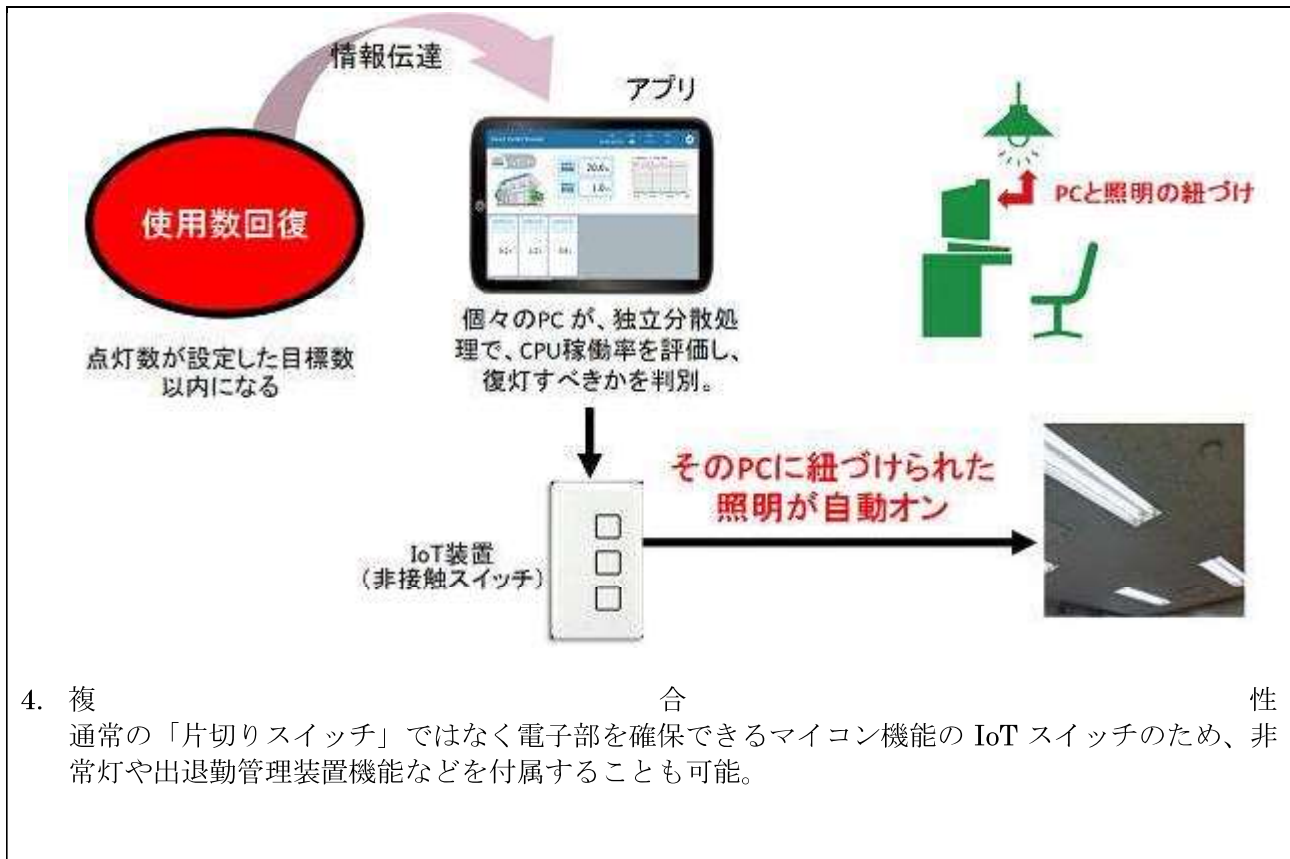 情報伝達
アプリ
使用数回復
20.0
1.0
PCと照明の紐づけ
点灯数が設定した目標数
以内になる
個々のPC が、独立分散処
理で、CPU稼働率を評価し、
復灯すべきかを判別。
そのPCに紐づけられた
照明が自動オン
IoT装置
（非接触スイッチ）
4. 複合性
通常の「片切りスイッチ」ではなく電子部を確保できるマイコン機能の IoT スイッチのため、非
常灯や出退勤管理装置機能などを付属することも可能。